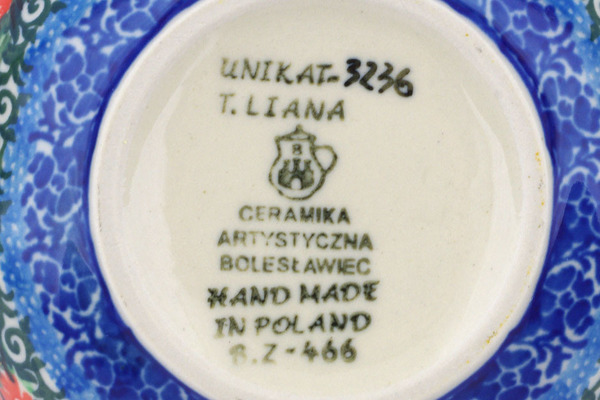 UNIKAT-3236
T. LIANA
B
CERAMIKA
ARTYSTYCZNA
BOLESŁAWIEC
HAND MADE
IN POLAND
B.Z-466